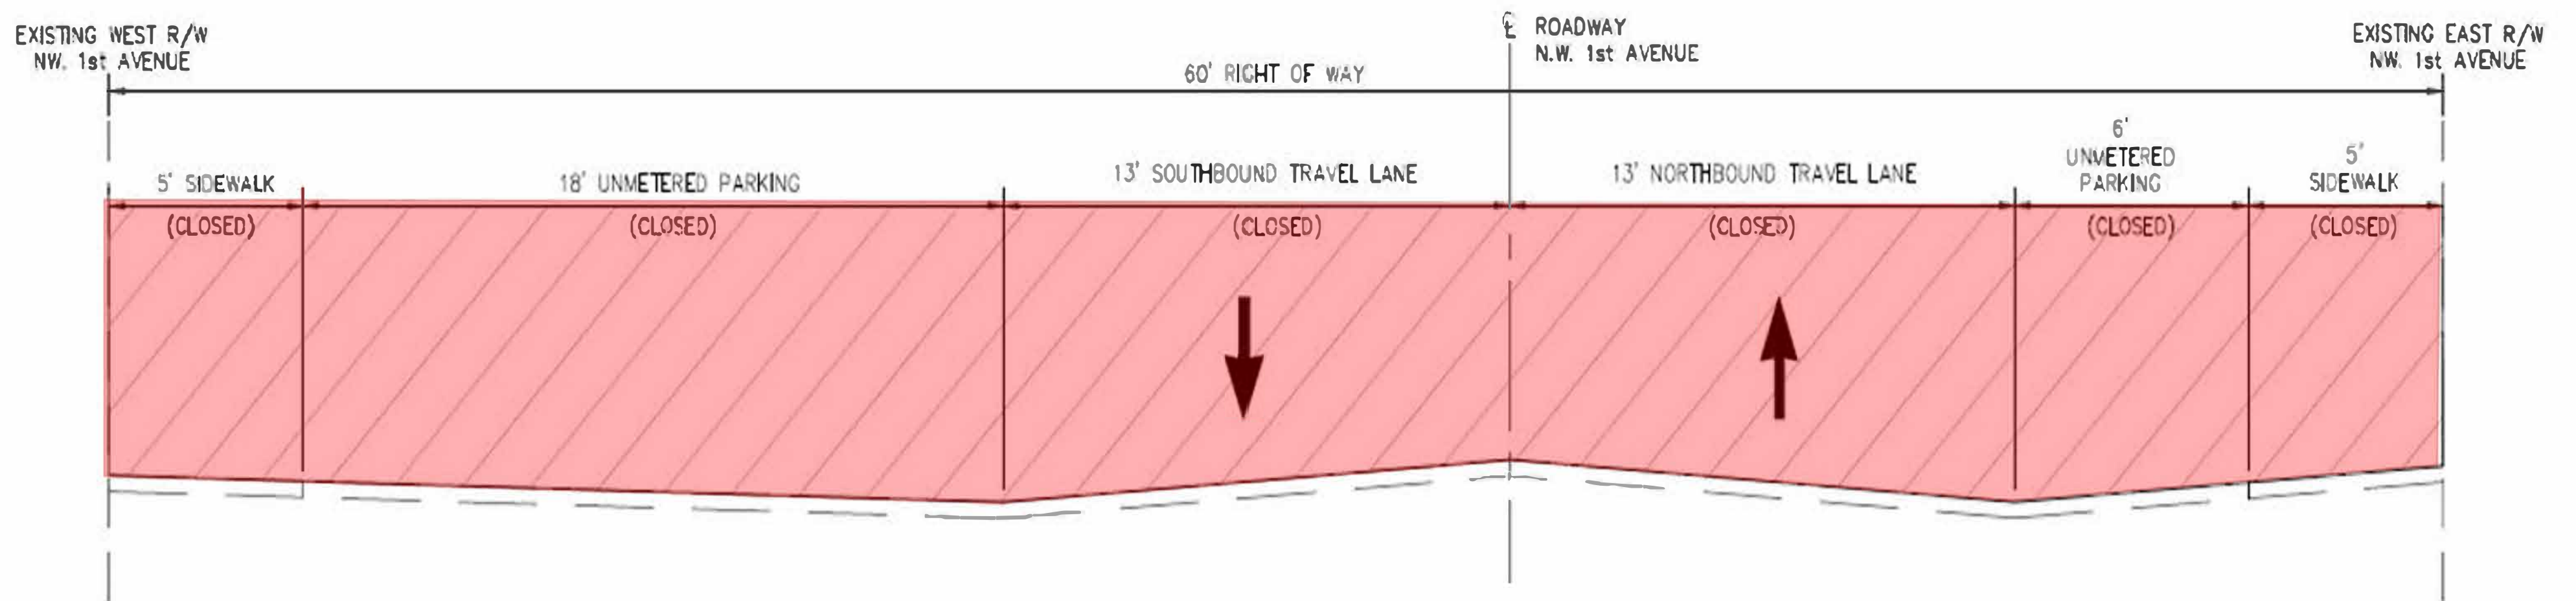 EXISTING WEST R/W
NW. 1st AVENUE
60' RIGHT OF WAY
℄ ROADWAY
N.W. 1st AVENUE
EXISTING EAST R/W
NW. 1st AVENUE
5' SIDEWALK
(CLOSED)
18' UNMETERED PARKING
(CLOSED)
13' SOUTHBOUND TRAVEL LANE
(CLOSED)
13' NORTHBOUND TRAVEL LANE
(CLOSED)
6'
UNMETERED
PARKING
(CLOSED)
5'
SIDEWALK
(CLOSED)